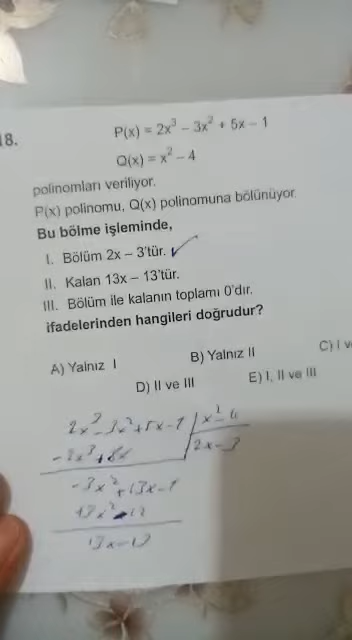 18.
P(x) = 2x³ − 3x² + 5x − 1
Q(x) = x² − 4
polinomları veriliyor.
P(x) polinomu, Q(x) polinomuna bölünüyor.
Bu bölme işleminde,
I. Bölüm 2x − 3'tür. ✓
II. Kalan 13x − 13'tür.
III. Bölüm ile kalanın toplamı 0'dır.
ifadelerinden hangileri doğrudur?
A) Yalnız I
B) Yalnız II
C) I v
D) II ve III
E) I, II ve III
2x³-3x²+5x-1 | x²-4
-2x³+8x | 2x-3
-3x²+13x-1
13x-13